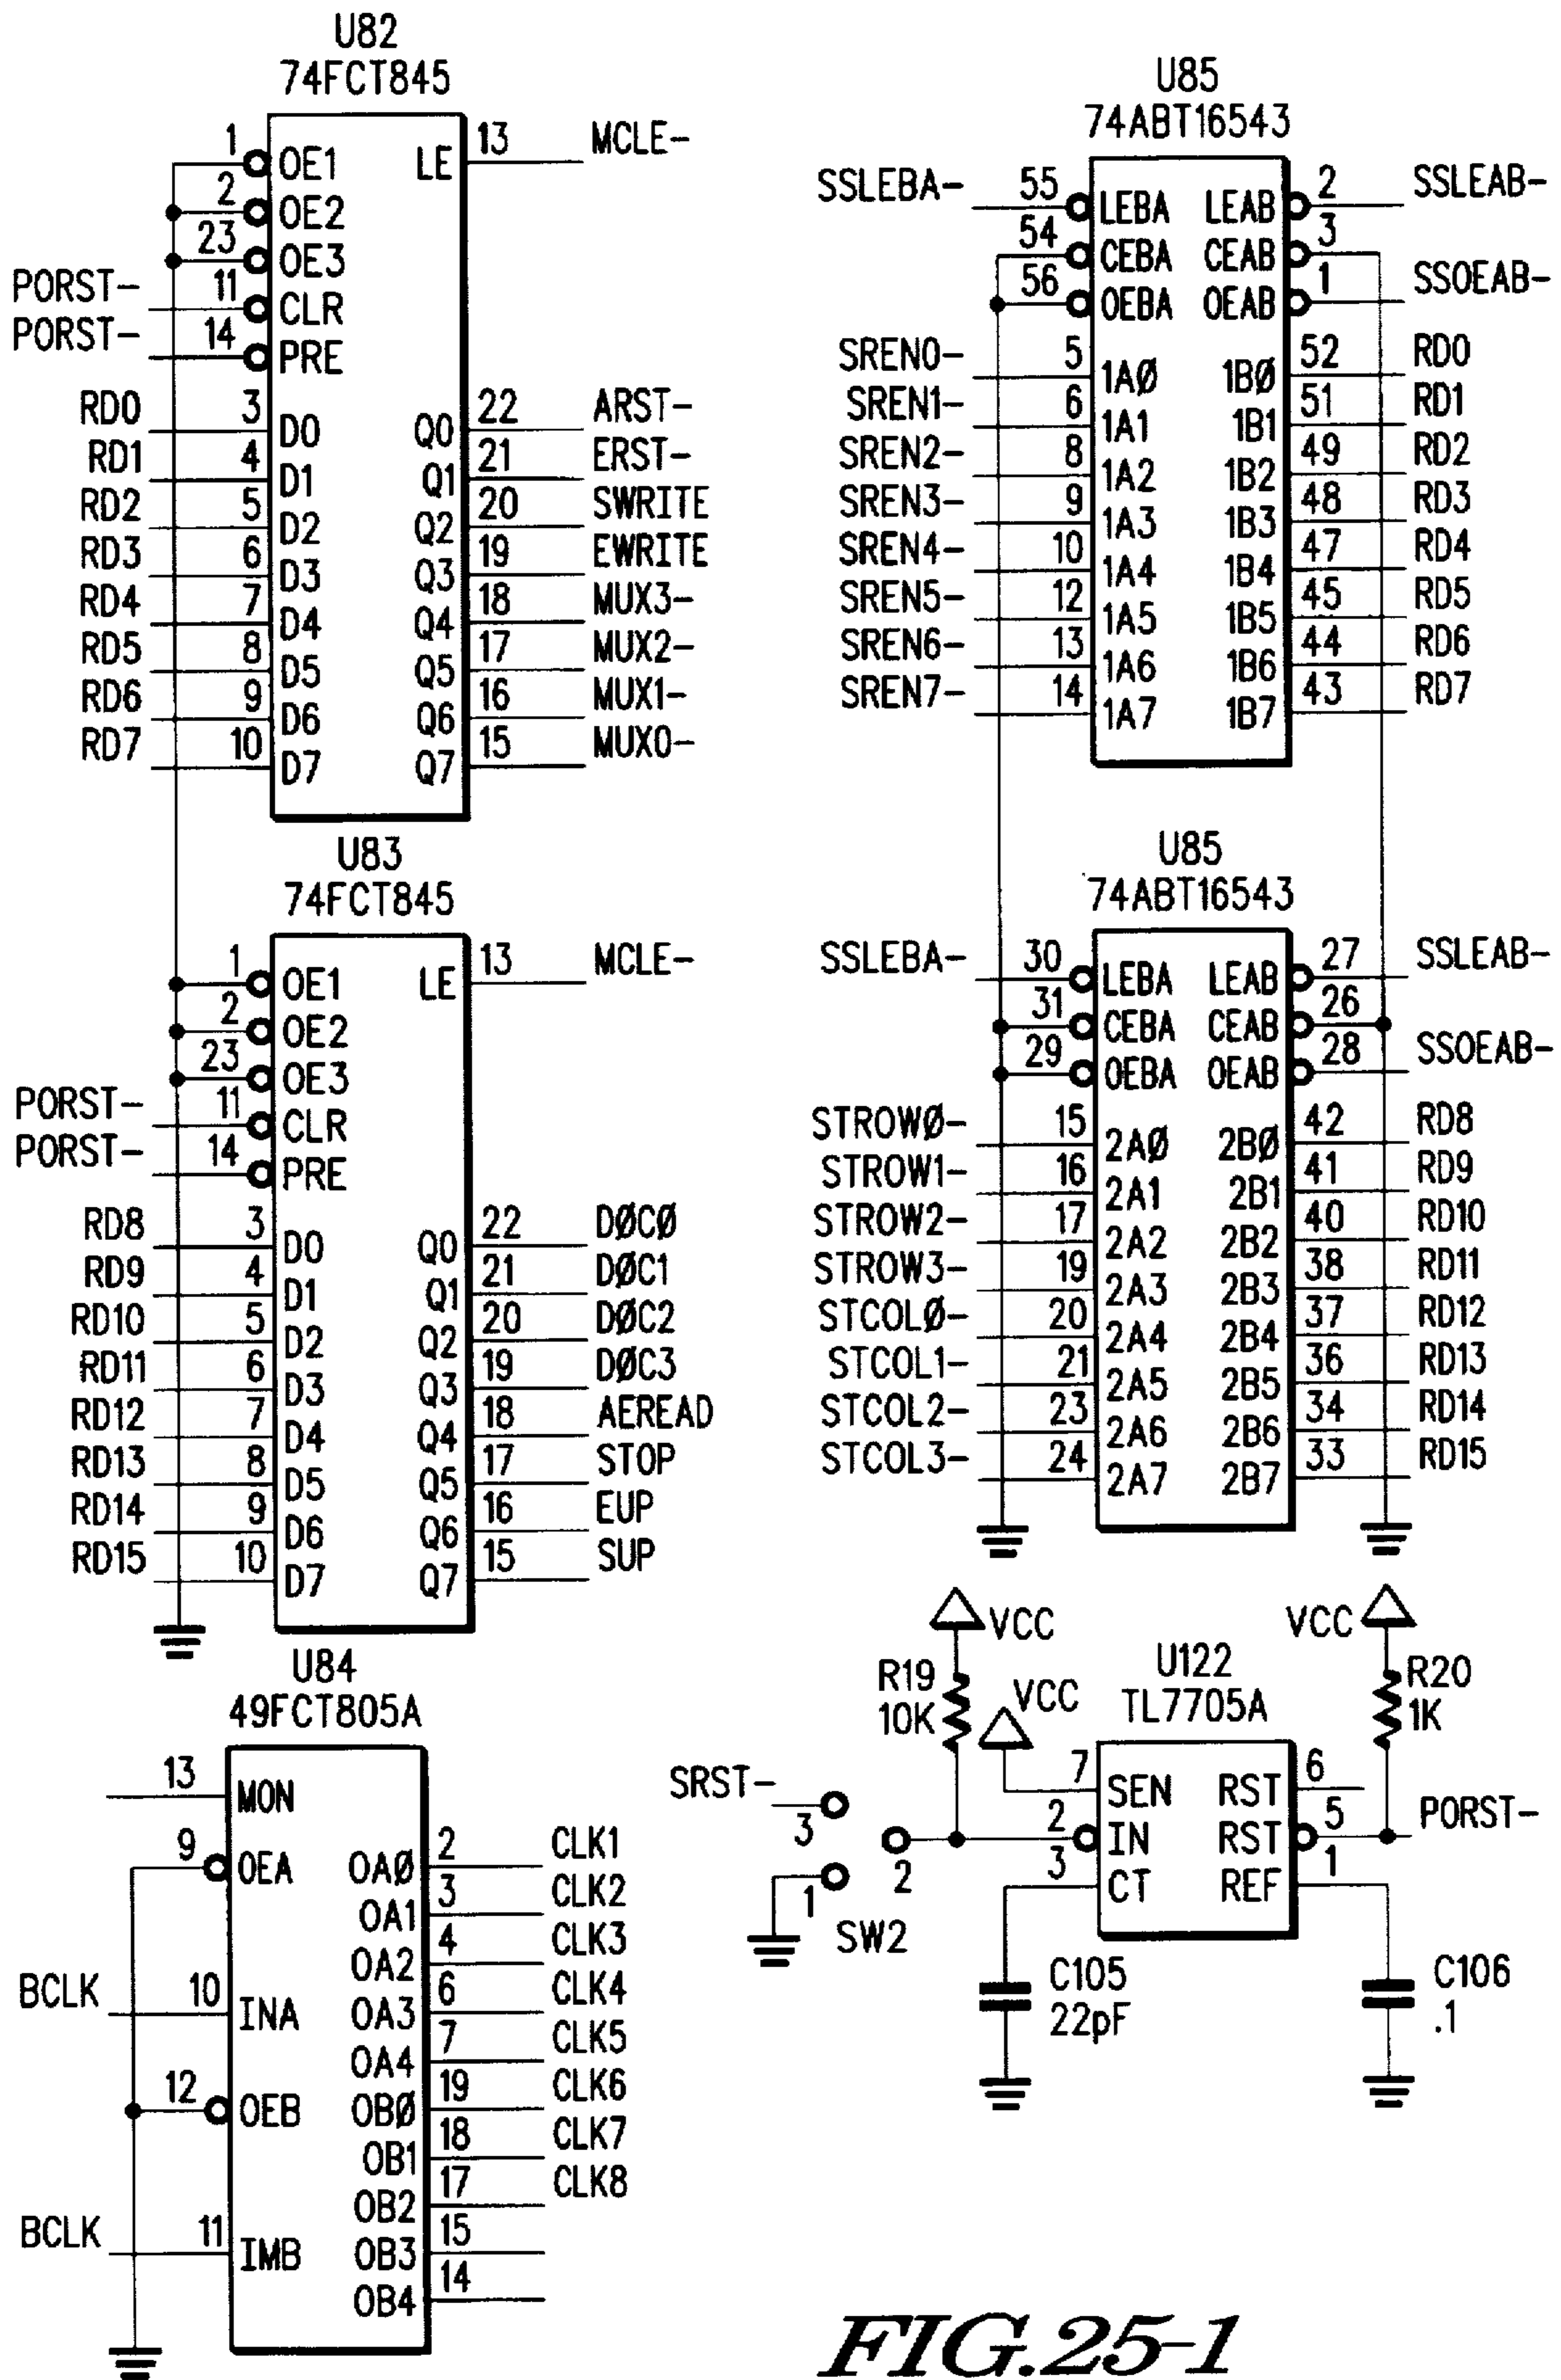 U82
74FCT845
1 OE1 LE 13 MCLE-
2 OE2
23 OE3
PORST- 11 CLR
PORST- 14 PRE
RD0 3 D0 Q0 22 ARST-
RD1 4 D1 Q1 21 ERST-
RD2 5 D2 Q2 20 SWRITE
RD3 6 D3 Q3 19 EWRITE
RD4 7 D4 Q4 18 MUX3-
RD5 8 D5 Q5 17 MUX2-
RD6 9 D6 Q6 16 MUX1-
RD7 10 D7 Q7 15 MUX0-
U83
74FCT845
1 OE1 LE 13 MCLE-
2 OE2
23 OE3
PORST- 11 CLR
PORST- 14 PRE
RD8 3 D0 Q0 22 DØCØ
RD9 4 D1 Q1 21 DØC1
RD10 5 D2 Q2 20 DØC2
RD11 6 D3 Q3 19 DØC3
RD12 7 D4 Q4 18 AEREAD
RD13 8 D5 Q5 17 STOP
RD14 9 D6 Q6 16 EUP
RD15 10 D7 Q7 15 SUP
U84
49FCT805A
13 MON
9 OEA OAØ 2 CLK1
OA1 3 CLK2
OA2 4 CLK3
BCLK 10 INA OA3 6 CLK4
OA4 7 CLK5
12 OEB OBØ 19 CLK6
OB1 18 CLK7
OB2 17 CLK8
BCLK 11 IMB OB3 15
OB4 14
U85
74ABT16543
SSLEBA- 55 LEBA LEAB 2 SSLEAB-
54 CEBA CEAB 3
56 OEBA OEAB 1 SSOEAB-
SREN0- 5 1AØ 1BØ 52 RD0
SREN1- 6 1A1 1B1 51 RD1
SREN2- 8 1A2 1B2 49 RD2
SREN3- 9 1A3 1B3 48 RD3
SREN4- 10 1A4 1B4 47 RD4
SREN5- 12 1A5 1B5 45 RD5
SREN6- 13 1A6 1B6 44 RD6
SREN7- 14 1A7 1B7 43 RD7
U85
74ABT16543
SSLEBA- 30 LEBA LEAB 27 SSLEAB-
31 CEBA CEAB 26
29 OEBA OEAB 28 SSOEAB-
STROWØ- 15 2AØ 2BØ 42 RD8
STROW1- 16 2A1 2B1 41 RD9
STROW2- 17 2A2 2B2 40 RD10
STROW3- 19 2A3 2B3 38 RD11
STCOLØ- 20 2A4 2B4 37 RD12
STCOL1- 21 2A5 2B5 36 RD13
STCOL2- 23 2A6 2B6 34 RD14
STCOL3- 24 2A7 2B7 33 RD15
VCC VCC
R19 10K VCC
U122
TL7705A
R20 1K
SRST- 3 7 SEN RST 6
2 2 IN RST 5 PORST-
1 3 CT REF 1
SW2
C105 22pF
C106 .1
FIG.25-1